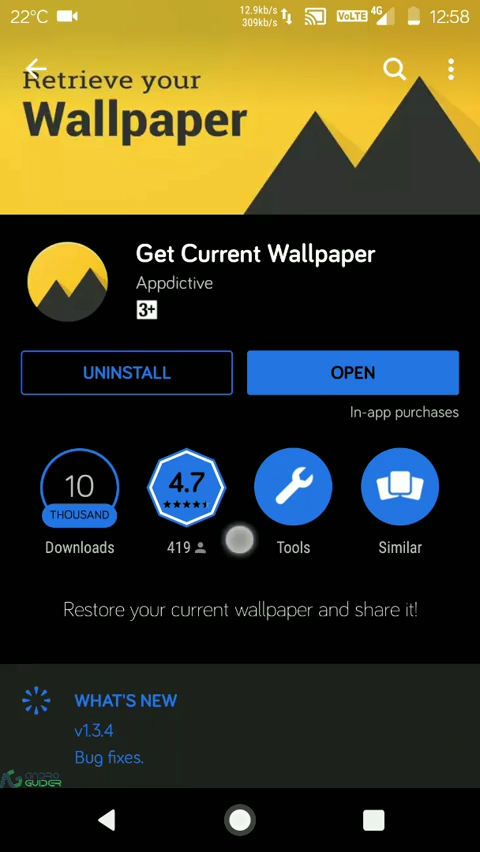 22°C
12.9kb/s
309kb/s
VoLTE
4G
12:58
Retrieve your
Wallpaper
Get Current Wallpaper
Appdictive
3+
UNINSTALL
OPEN
In-app purchases
10
THOUSAND
4.7
Downloads
419
Tools
Similar
Restore your current wallpaper and share it!
WHAT'S NEW
v1.3.4
Bug fixes.
ANDRO
GUIDER